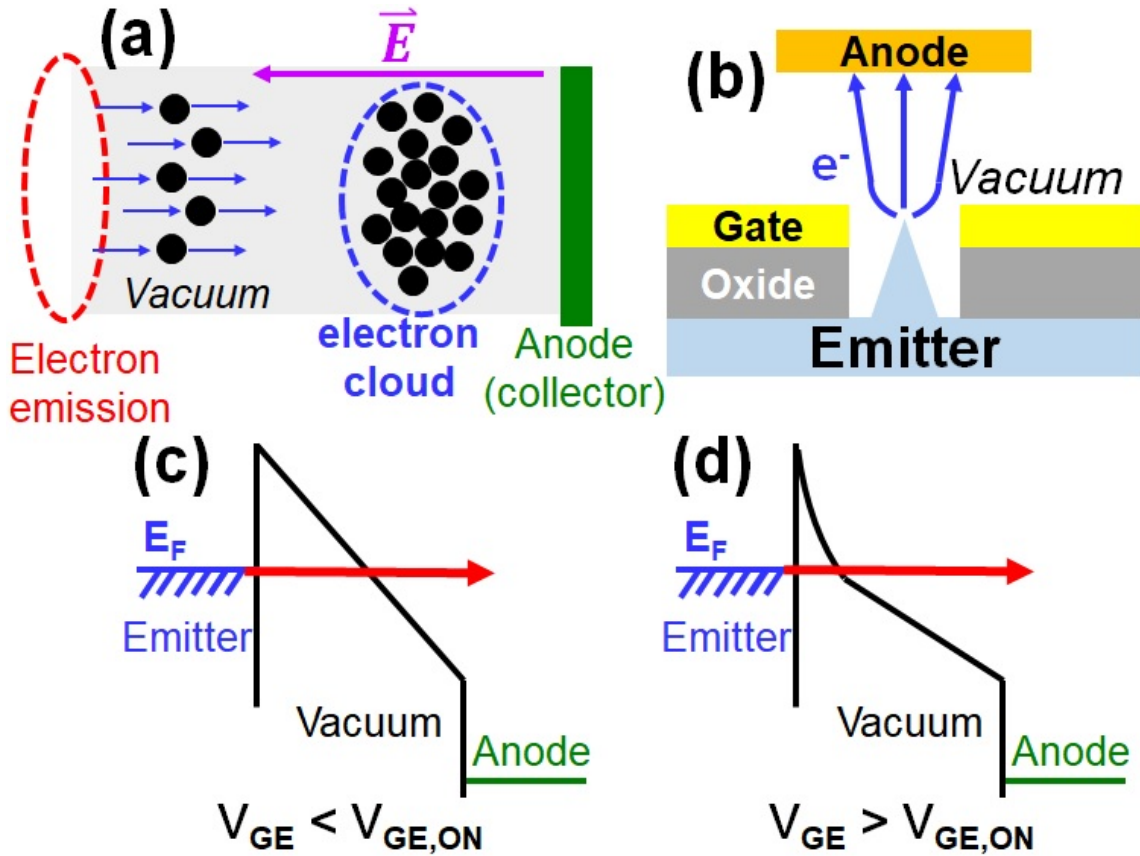 (a)
E
Vacuum
electron
cloud
Electron
emission
Anode
(collector)
(b)
Anode
e-
Vacuum
Gate
Oxide
Emitter
(c)
EF
Emitter
Vacuum
Anode
VGE < VGE,ON
(d)
EF
Emitter
Vacuum
Anode
VGE > VGE,ON